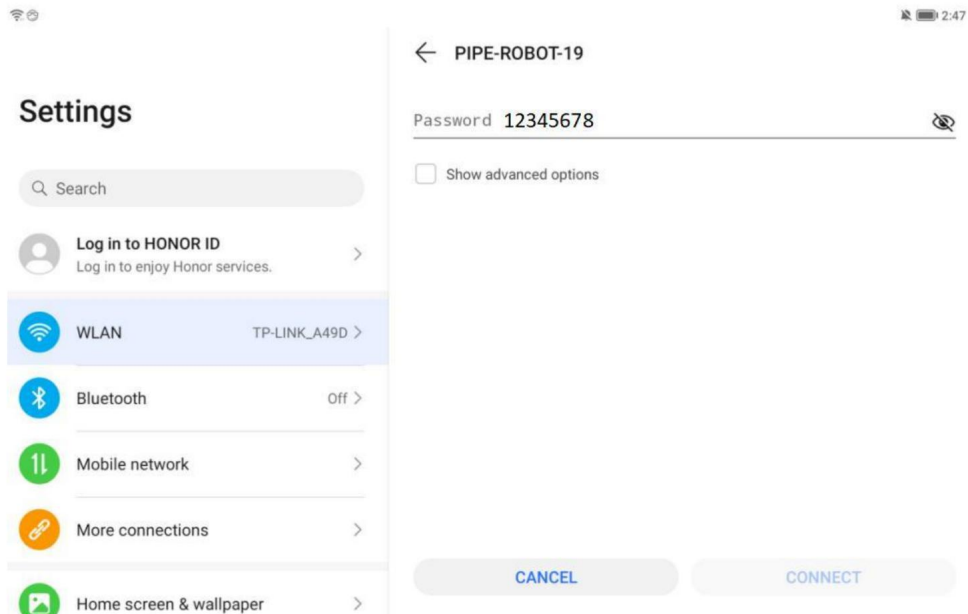 2:47
Settings
Search
Log in to HONOR ID
Log in to enjoy Honor services.
WLAN TP-LINK_A49D
Bluetooth Off
Mobile network
More connections
Home screen & wallpaper
PIPE-ROBOT-19
Password 12345678
Show advanced options
CANCEL CONNECT